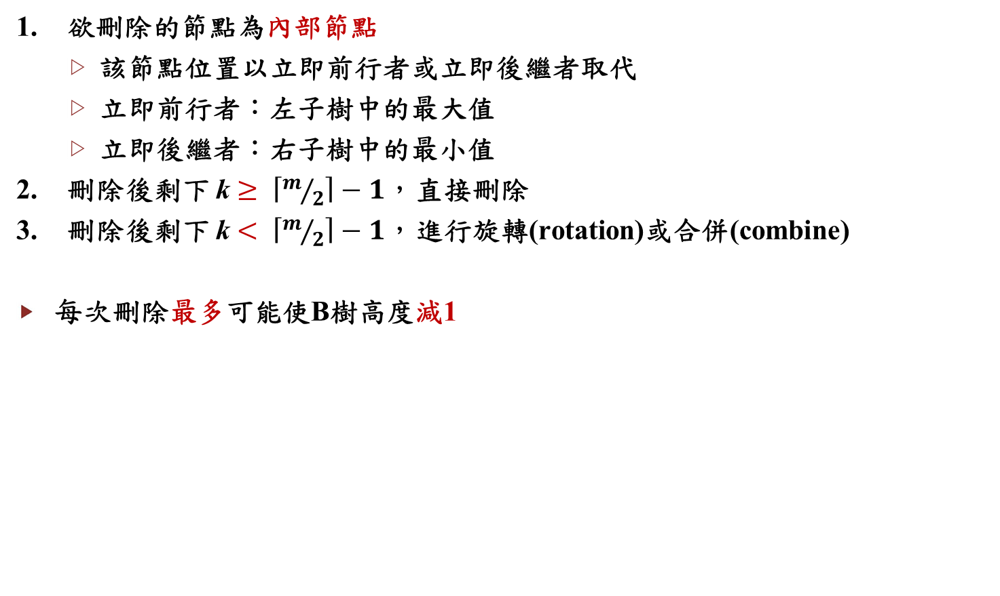 1. 欲刪除的節點為內部節點
▷ 該節點位置以立即前行者或立即後繼者取代
▷ 立即前行者：左子樹中的最大值
▷ 立即後繼者：右子樹中的最小值
2. 刪除後剩下 k ≥ ⌈m/2⌉ − 1，直接刪除
3. 刪除後剩下 k < ⌈m/2⌉ − 1，進行旋轉(rotation)或合併(combine)
▶ 每次刪除最多可能使B樹高度減1